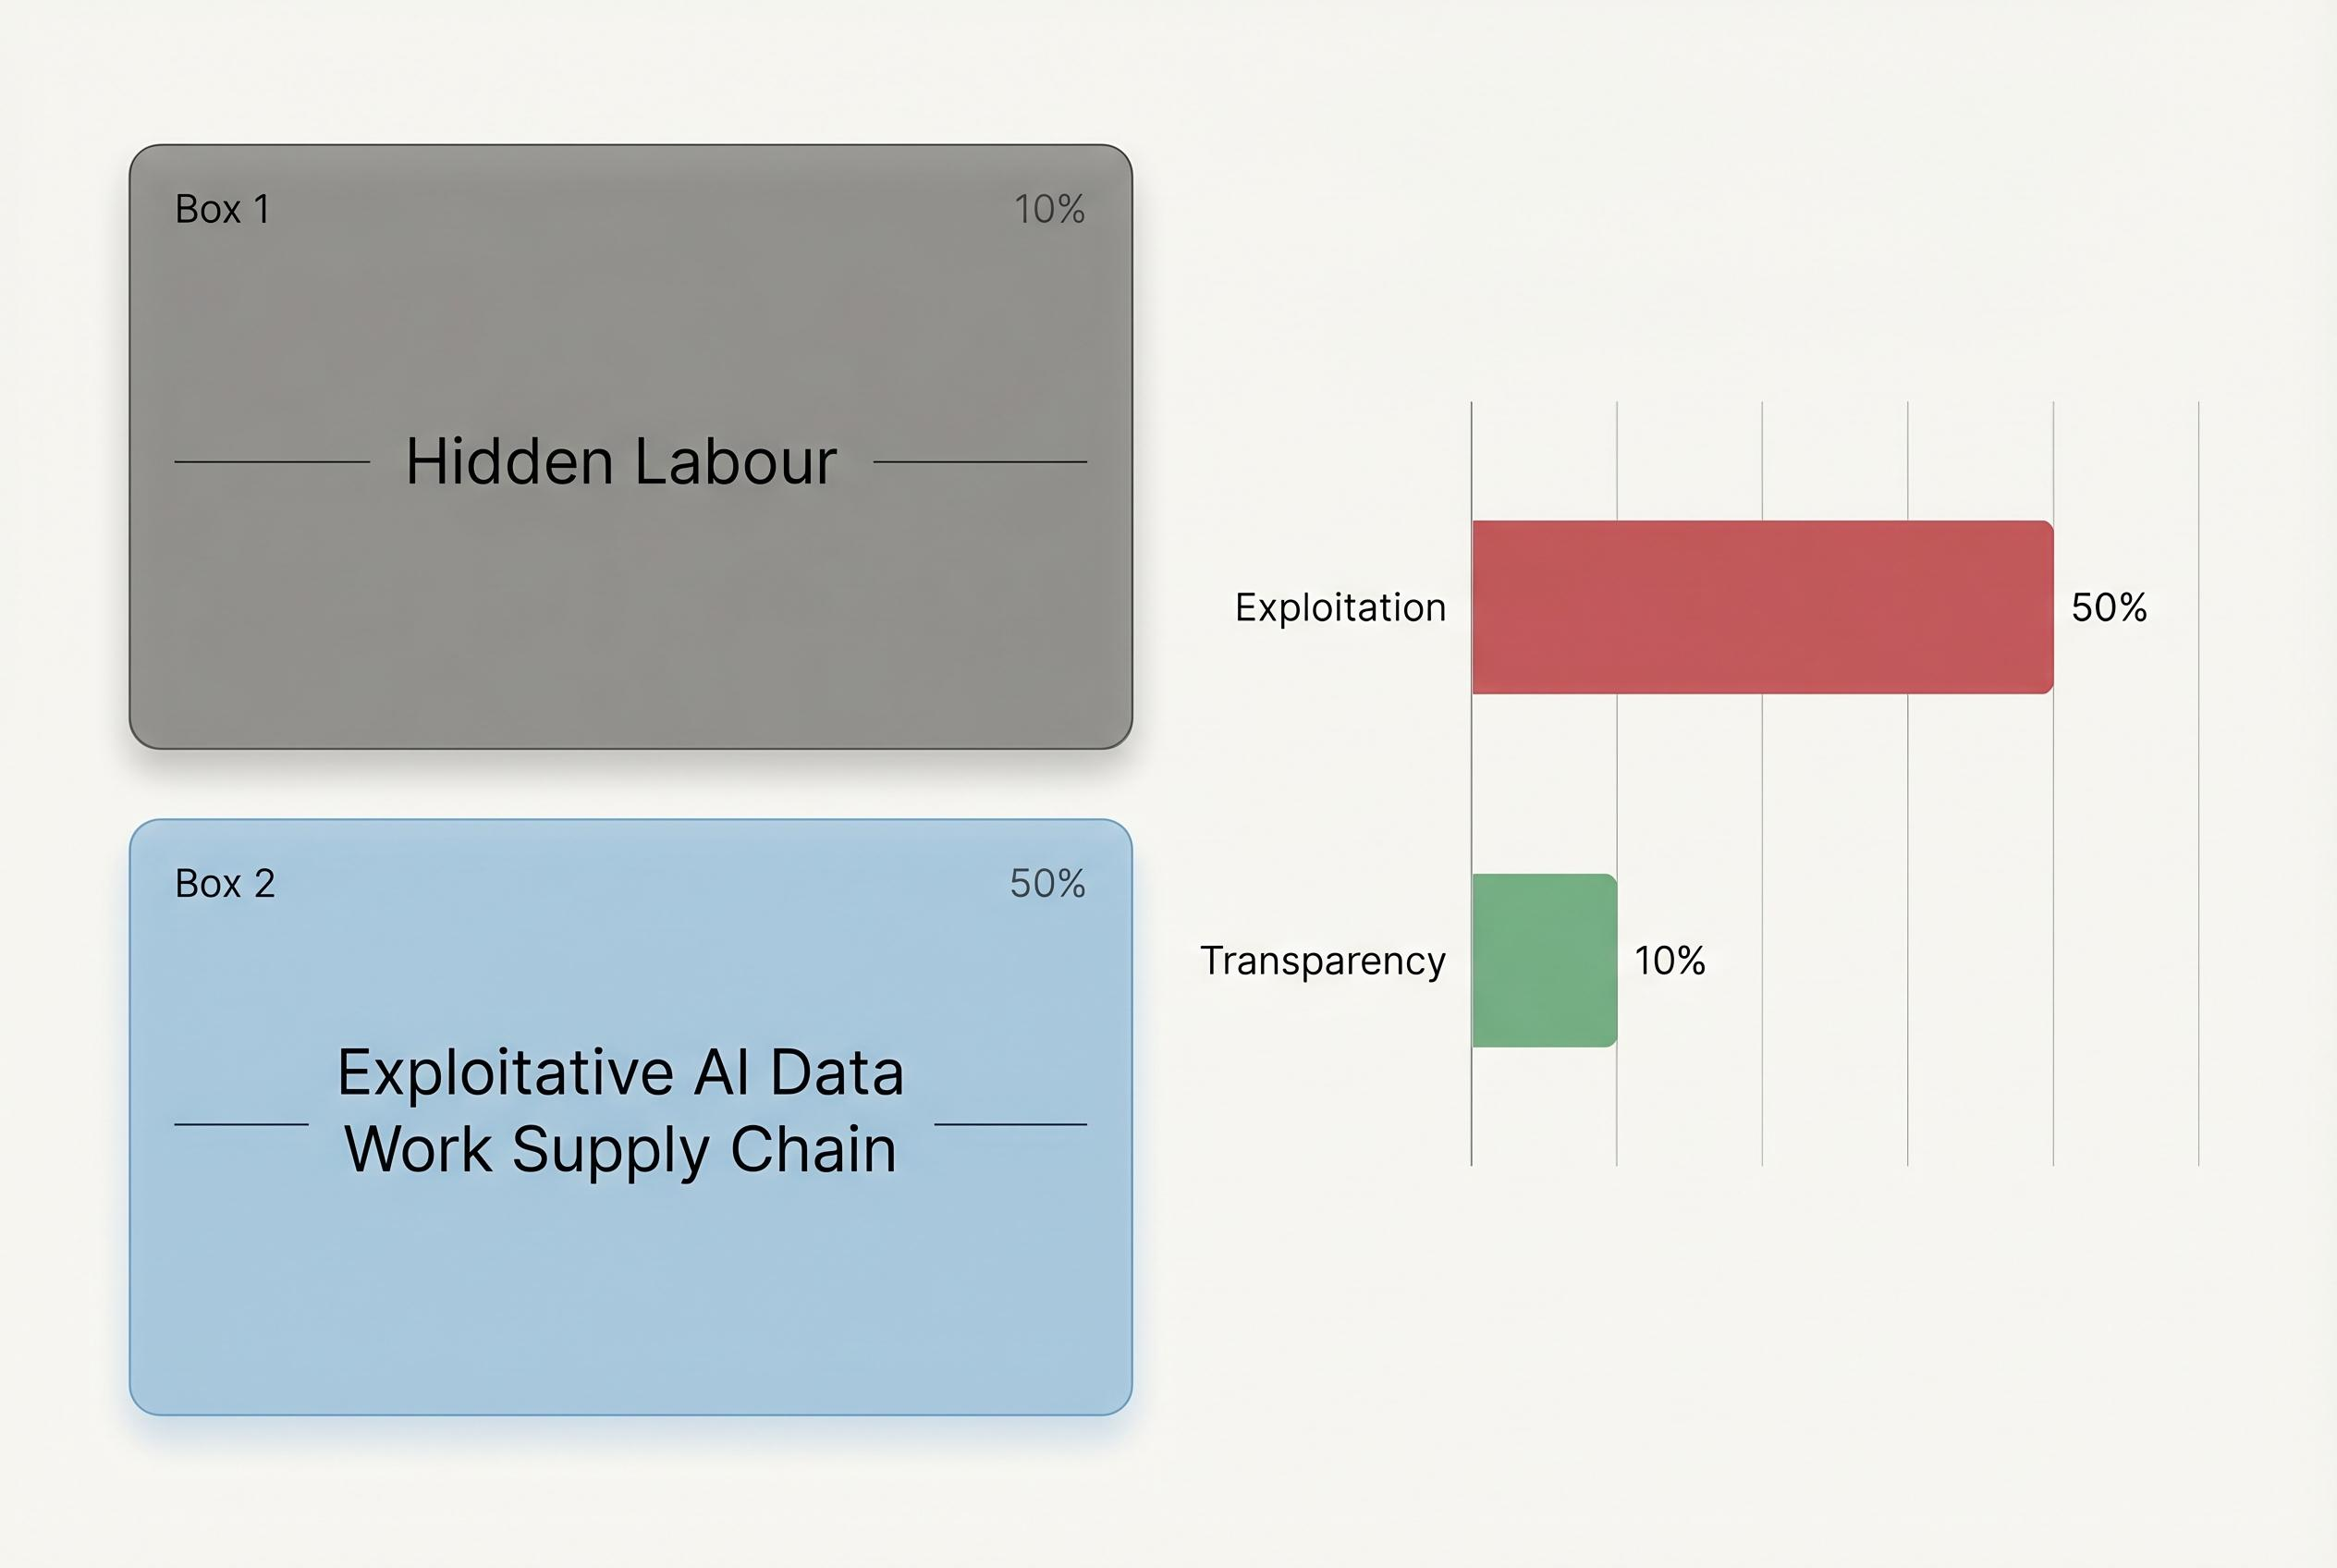 Box 1
10%
Hidden Labour
Box 2
50%
Exploitative AI Data
Work Supply Chain
Exploitation
50%
Transparency
10%